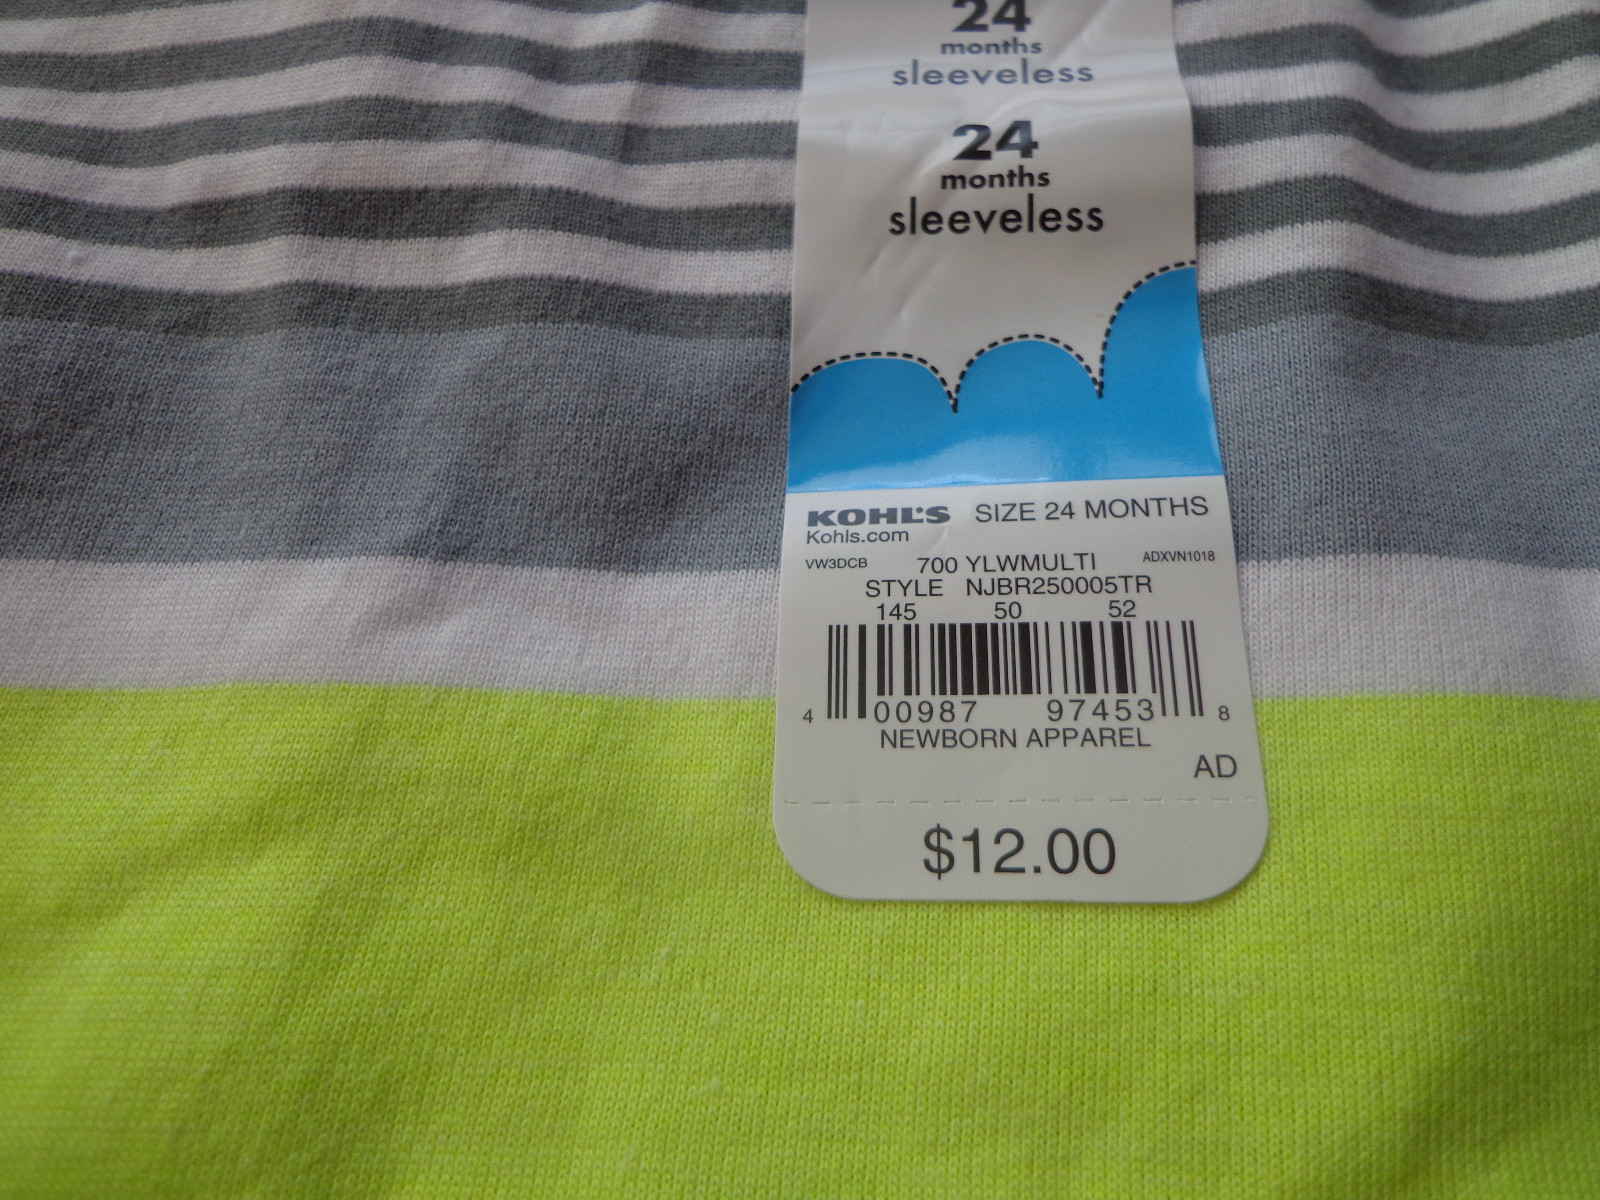 24
months
sleeveless
24
months
sleeveless
KOHL'S SIZE 24 MONTHS
Kohls.com
VW3DCB 700 YLWMULTI ADXVN1018
STYLE NJBR250005TR
145 50 52
4 00987 97453 8
NEWBORN APPAREL
AD
$12.00